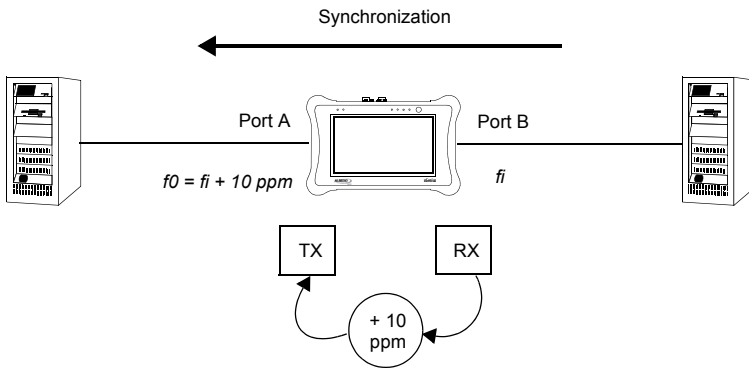 Synchronization
Port A
Port B
f0 = fi + 10 ppm
fi
TX
RX
+ 10
ppm